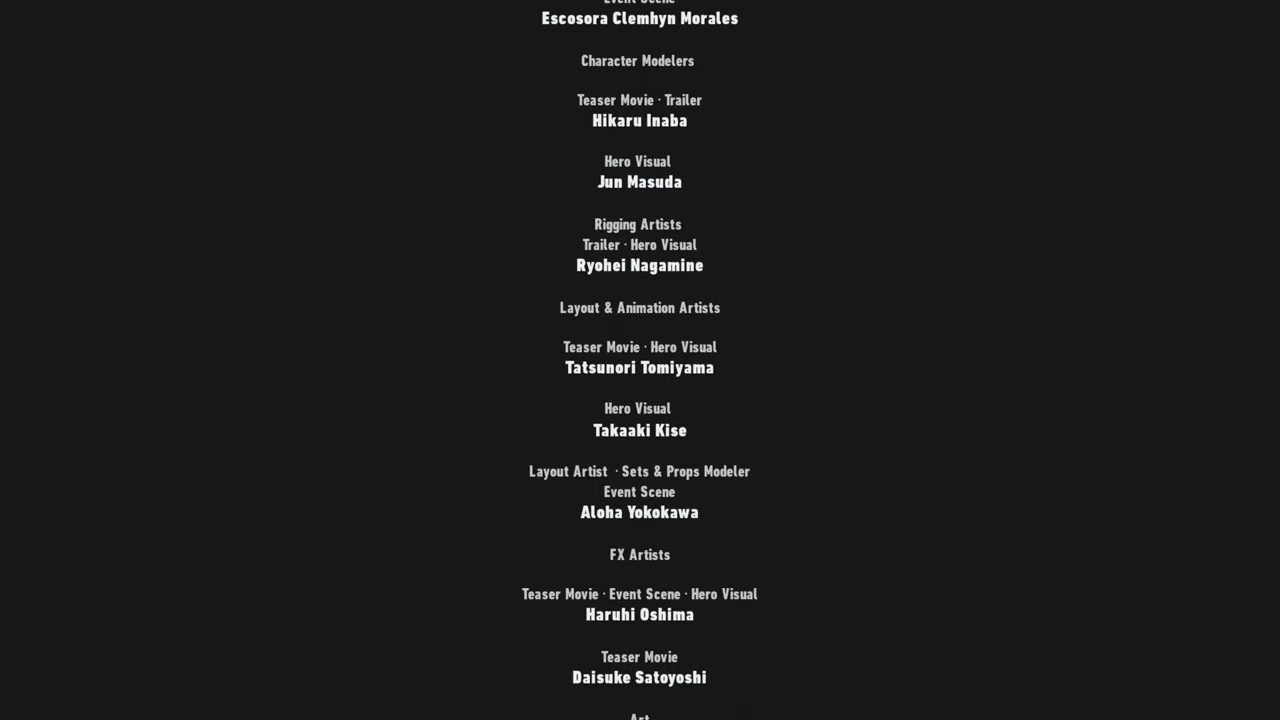 Event Scene
Escosora Clemhyn Morales
Character Modelers
Teaser Movie · Trailer
Hikaru Inaba
Hero Visual
Jun Masuda
Rigging Artists
Trailer · Hero Visual
Ryohei Nagamine
Layout & Animation Artists
Teaser Movie · Hero Visual
Tatsunori Tomiyama
Hero Visual
Takaaki Kise
Layout Artist · Sets & Props Modeler
Event Scene
Aloha Yokokawa
FX Artists
Teaser Movie · Event Scene · Hero Visual
Haruhi Oshima
Teaser Movie
Daisuke Satoyoshi
Art